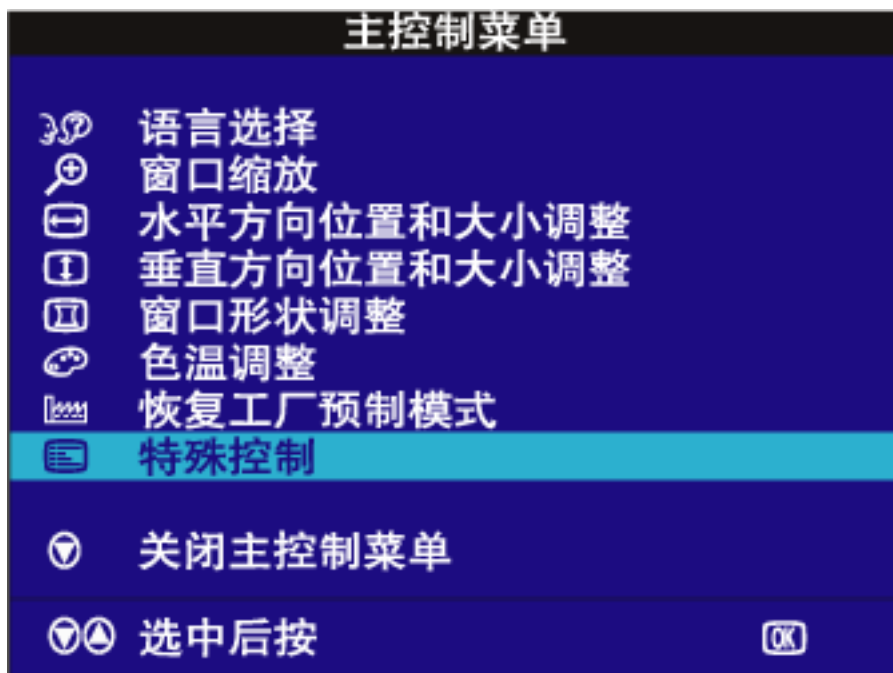 主控制菜单
语言选择
窗口缩放
水平方向位置和大小调整
垂直方向位置和大小调整
窗口形状调整
色温调整
恢复工厂预制模式
特殊控制
关闭主控制菜单
选中后按 OK